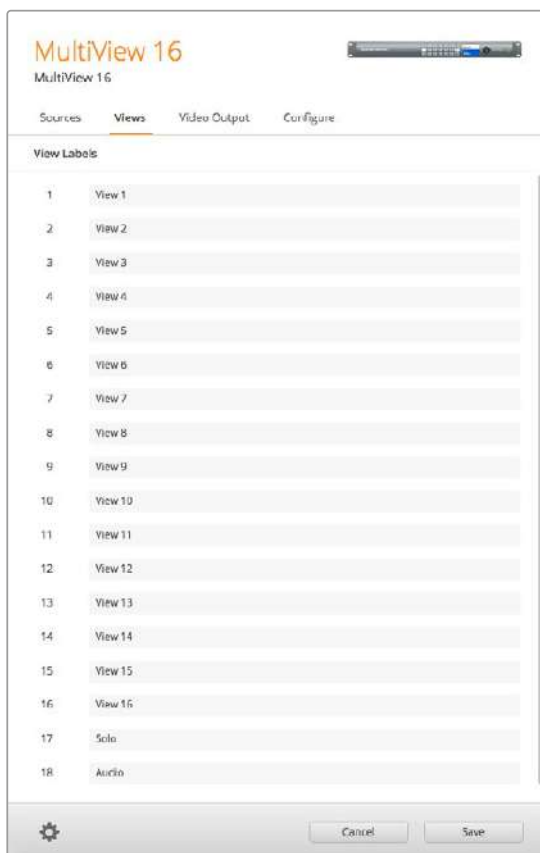 MultiView 16
MultiView 16
Sources Views Video Output Configure
View Labels
1 View 1
2 View 2
3 View 3
4 View 4
5 View 5
6 View 6
7 View 7
8 View 8
9 View 9
10 View 10
11 View 11
12 View 12
13 View 13
14 View 14
15 View 15
16 View 16
17 Solo
18 Audio
Cancel Save